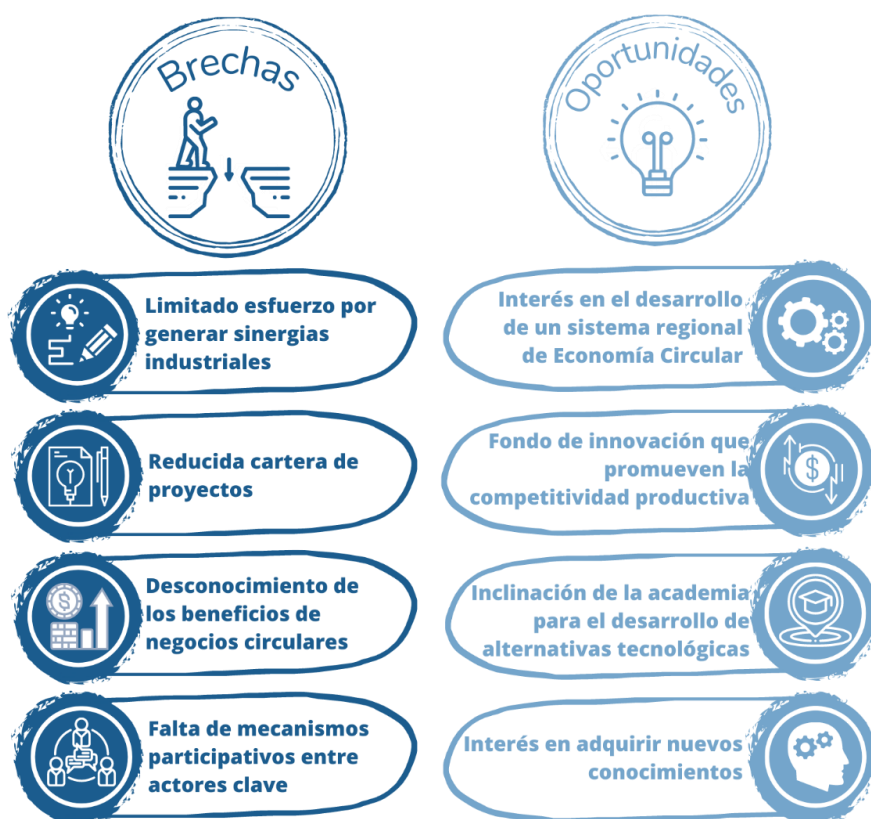 Brechas
Limitado esfuerzo por
generar sinergias
industriales
Reducida cartera de
proyectos
Desconocimiento de
los beneficios de
negocios circulares
Falta de mecanismos
participativos entre
actores clave
Oportunidades
Interés en el desarrollo
de un sistema regional
de Economía Circular
Fondo de innovación que
promueven la
competitividad productiva
Inclinación de la academia
para el desarrollo de
alternativas tecnológicas
Interés en adquirir nuevos
conocimientos